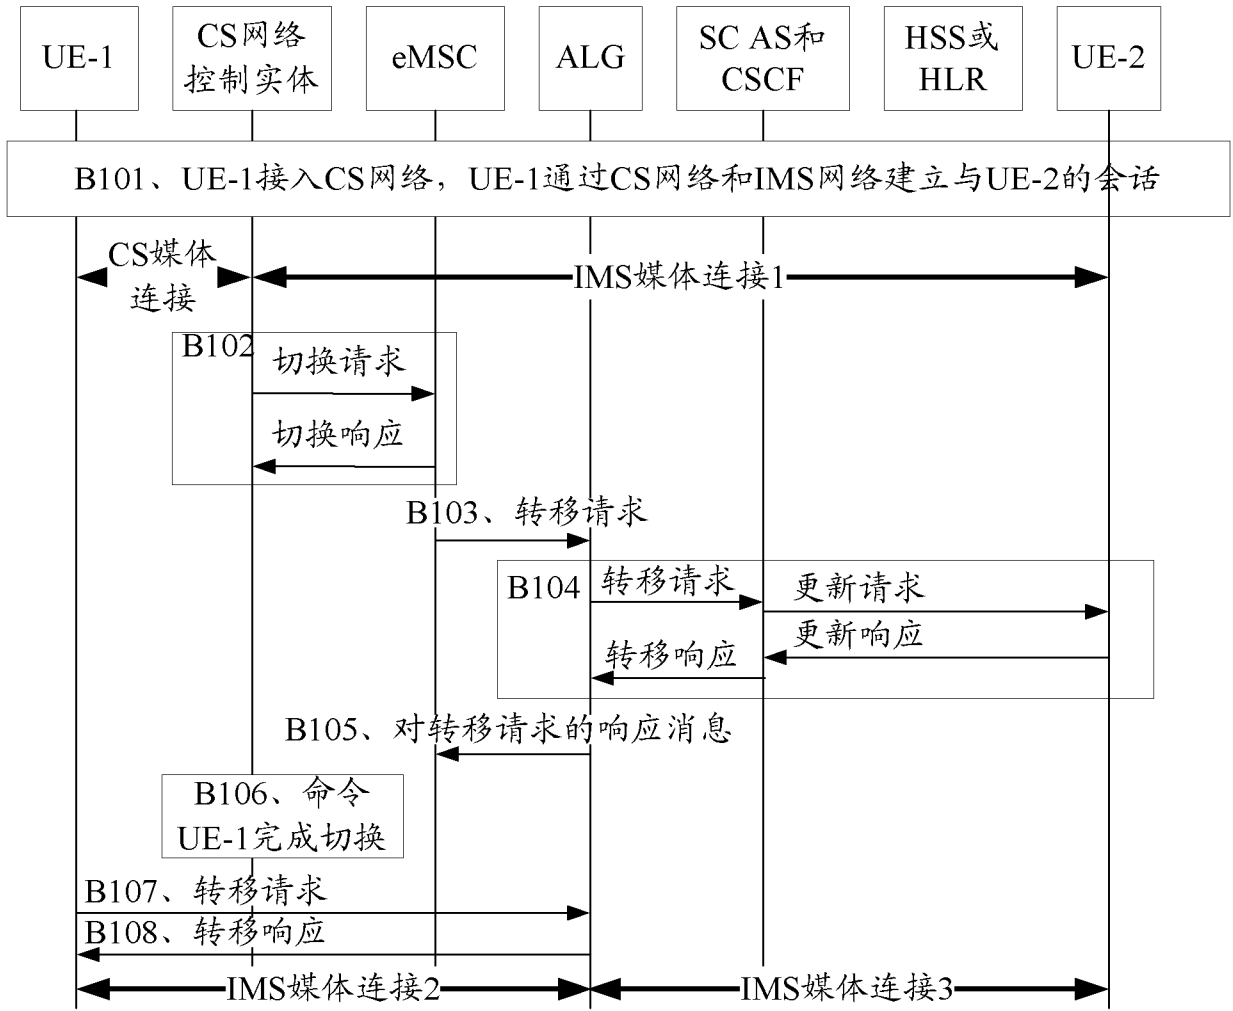 UE-1
CS网络
控制实体
eMSC
ALG
SC AS和
CSCF
HSS或
HLR
UE-2
B101、UE-1接入CS网络，UE-1通过CS网络和IMS网络建立与UE-2的会话
CS媒体
连接
IMS媒体连接1
B102
切换请求
切换响应
B103、转移请求
B104
转移请求
更新请求
更新响应
转移响应
B105、对转移请求的响应消息
B106、命令
UE-1完成切换
B107、转移请求
B108、转移响应
IMS媒体连接2
IMS媒体连接3